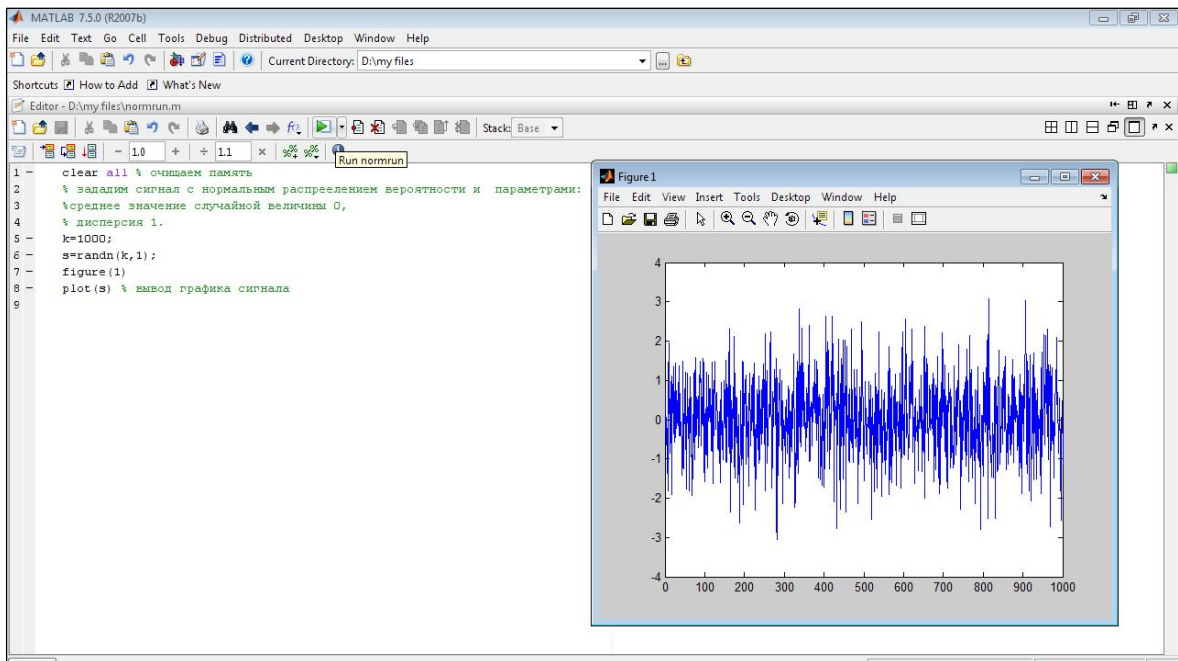 MATLAB 7.5.0 (R2007b)
File Edit Text Go Cell Tools Debug Distributed Desktop Window Help
Current Directory: D:\my files
Shortcuts How to Add What's New
Editor - D:\my files\normrun.m
Stack: Base
- 1.0 + ÷ 1.1 ×
Run normrun
1 - clear all % очищаем память
2 % зададим сигнал с нормальным распреелением вероятности и параметрами:
3 %среднее значение случайной величины 0,
4 % дисперсия 1.
5 - k=1000;
6 - s=randn(k,1);
7 - figure(1)
8 - plot(s) % вывод графика сигнала
9
Figure 1
File Edit View Insert Tools Desktop Window Help
4
3
2
1
0
-1
-2
-3
-4
0 100 200 300 400 500 600 700 800 900 1000